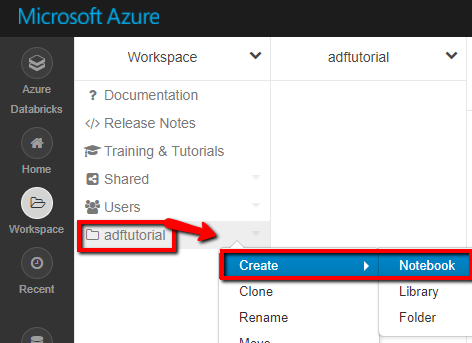 Microsoft Azure
Azure
Databricks
Home
Workspace
Recent
Workspace
adftutorial
? Documentation
</> Release Notes
Training & Tutorials
Shared
Users
adftutorial
Create
Clone
Rename
Move
Notebook
Library
Folder